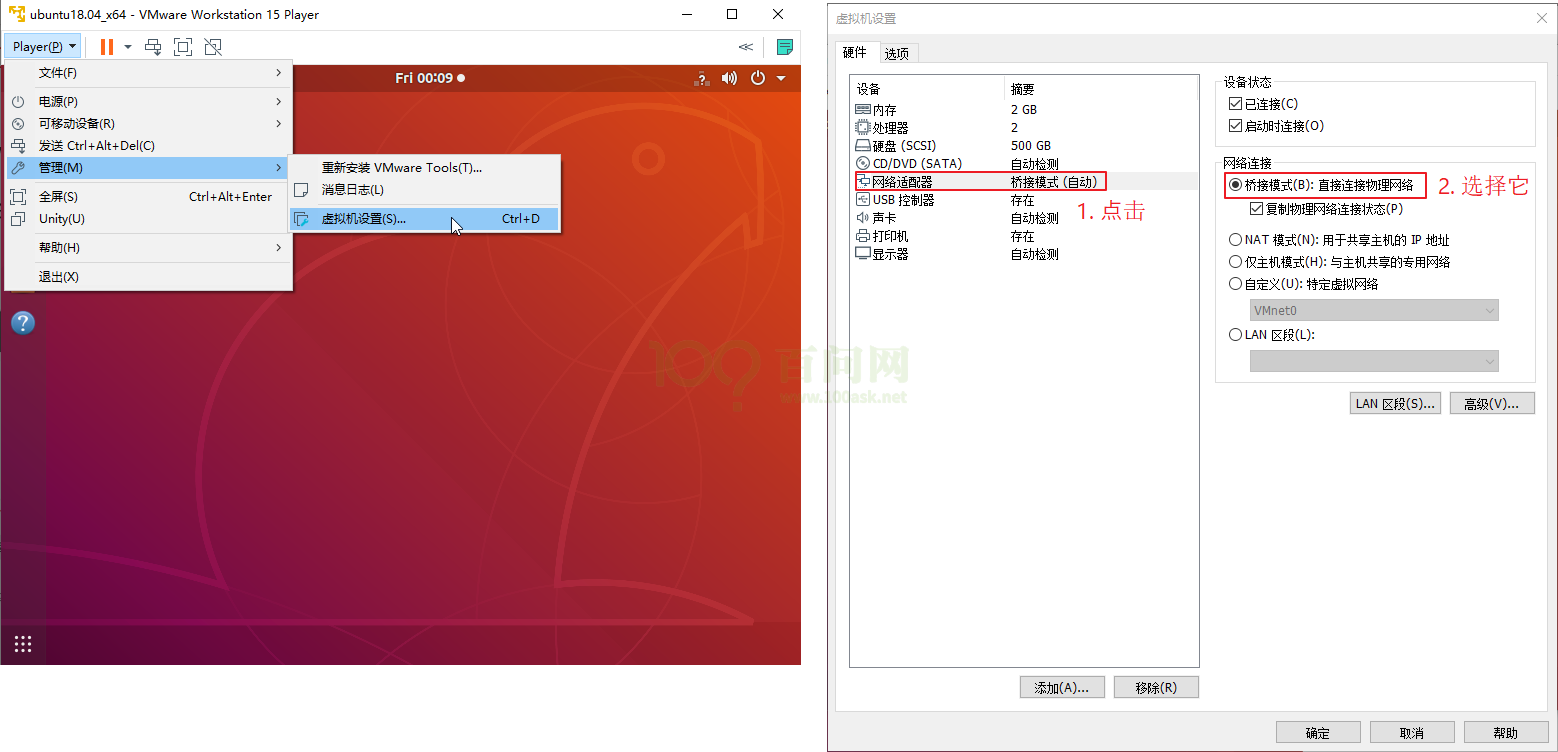 ubuntu18.04_x64 - VMware Workstation 15 Player
Player(P)
文件(F)
电源(P)
可移动设备(R)
发送 Ctrl+Alt+Del(C)
管理(M)
全屏(S) Ctrl+Alt+Enter
Unity(U)
帮助(H)
退出(X)
重新安装 VMware Tools(T)...
消息日志(L)
虚拟机设置(S)... Ctrl+D
Fri 00:09
?
?
100? 百问网
www.100ask.net
虚拟机设置
硬件 选项
设备 摘要
内存 2 GB
处理器 2
硬盘 (SCSI) 500 GB
CD/DVD (SATA) 自动检测
网络适配器 桥接模式 (自动)
USB 控制器 存在
声卡 自动检测
打印机 存在
显示器 自动检测
1. 点击
添加(A)... 移除(R)
设备状态
已连接(C)
启动时连接(O)
网络连接
桥接模式(B): 直接连接物理网络
2. 选择它
复制物理网络连接状态(P)
NAT 模式(N): 用于共享主机的 IP 地址
仅主机模式(H): 与主机共享的专用网络
自定义(U): 特定虚拟网络
VMnet0
LAN 区段(L):
LAN 区段(S)... 高级(V)...
确定 取消 帮助